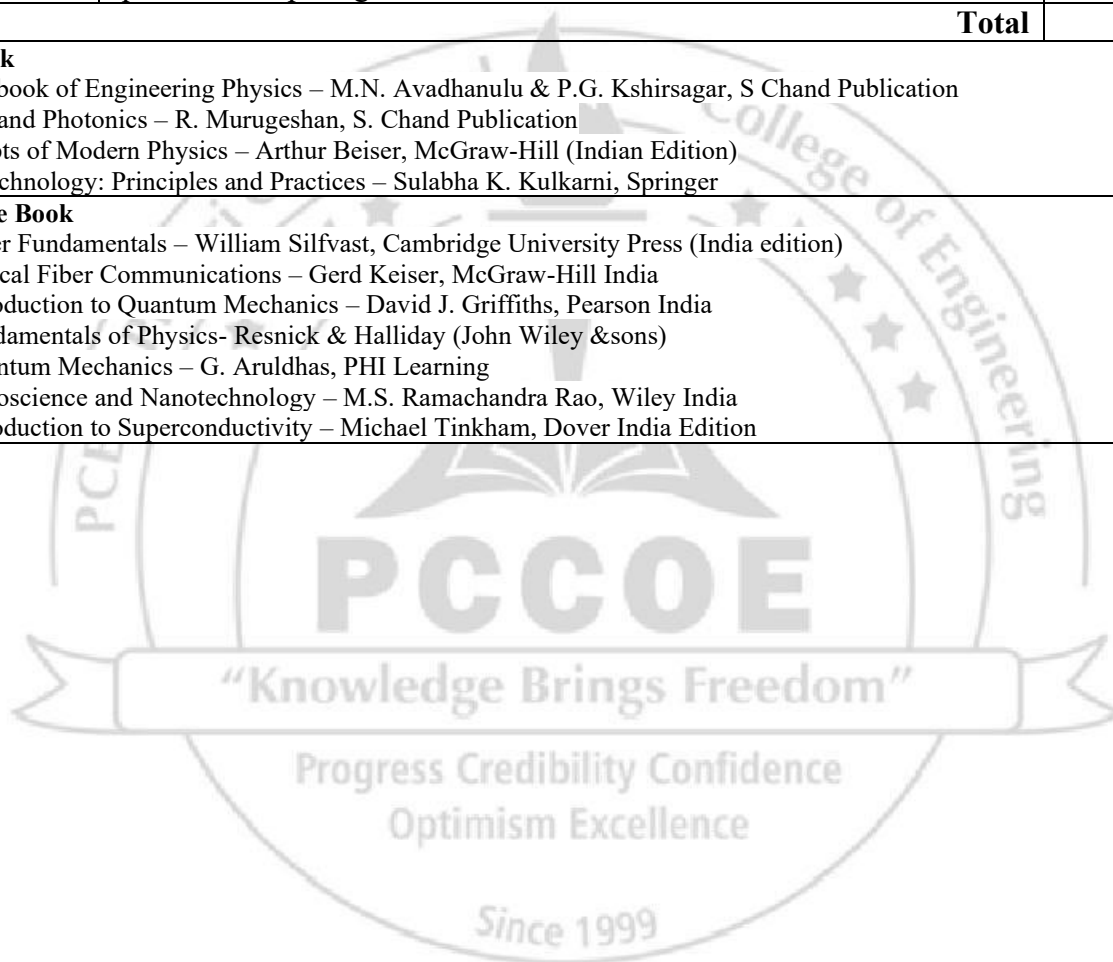 Total
k
book of Engineering Physics – M.N. Avadhanulu & P.G. Kshirsagar, S Chand Publication
and Photonics – R. Murugeshan, S. Chand Publication
ots of Modern Physics – Arthur Beiser, McGraw-Hill (Indian Edition)
echnology: Principles and Practices – Sulabha K. Kulkarni, Springer
e Book
er Fundamentals – William Silfvast, Cambridge University Press (India edition)
ical Fiber Communications – Gerd Keiser, McGraw-Hill India
oduction to Quantum Mechanics – David J. Griffiths, Pearson India
damentals of Physics- Resnick & Halliday (John Wiley &sons)
ntum Mechanics – G. Aruldhas, PHI Learning
oscience and Nanotechnology – M.S. Ramachandra Rao, Wiley India
oduction to Superconductivity – Michael Tinkham, Dover India Edition
College of Engineering
PCE
PCCOE
"Knowledge Brings Freedom"
Progress Credibility Confidence
Optimism Excellence
Since 1999